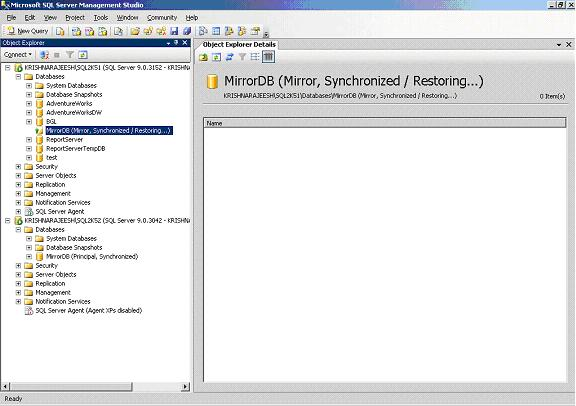 Microsoft SQL Server Management Studio
File Edit View Project Tools Window Community Help
New Query
Object Explorer
Connect
KRISHNARAJEESH\SQL2K51 (SQL Server 9.0.3152 - KRISHN
Databases
System Databases
Database Snapshots
AdventureWorks
AdventureWorksDW
BGL
MirrorDB (Mirror, Synchronized / Restoring...)
ReportServer
ReportServerTempDB
test
Security
Server Objects
Replication
Management
Notification Services
SQL Server Agent
KRISHNARAJEESH\SQL2K52 (SQL Server 9.0.3042 - KRISHN
Databases
System Databases
Database Snapshots
MirrorDB (Principal, Synchronized)
Security
Server Objects
Replication
Management
Notification Services
SQL Server Agent (Agent XPs disabled)
Object Explorer Details
MirrorDB (Mirror, Synchronized / Restoring...)
KRISHNARAJEESH\SQL2K51\Databases\MirrorDB (Mirror, Synchronized / Restoring...)
0 Item(s)
Name
Ready